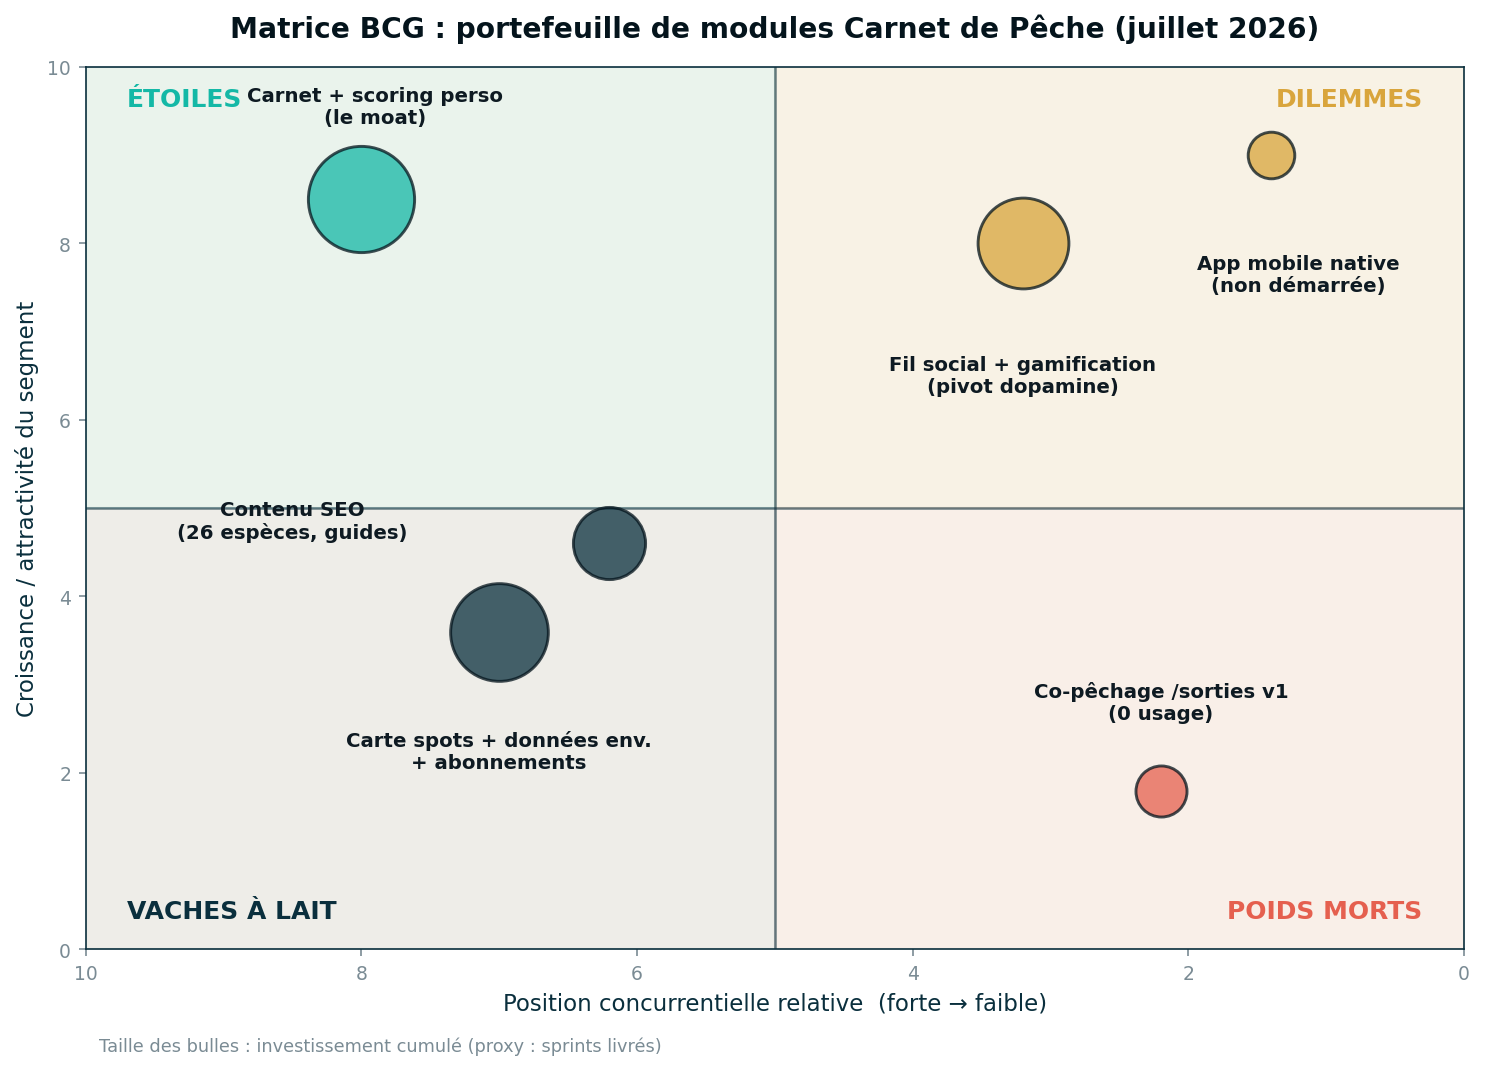 Matrice BCG : portefeuille de modules Carnet de Pêche (juillet 2026)
10
ÉTOILES
Carnet + scoring perso
(le moat)
DILEMMES
App mobile native
(non démarrée)
8
Fil social + gamification
(pivot dopamine)
6
Croissance / attractivité du segment
Contenu SEO
(26 espèces, guides)
4
Co-pêchage /sorties v1
(0 usage)
Carte spots + données env.
+ abonnements
2
VACHES À LAIT
POIDS MORTS
0
10
8
6
4
2
0
Position concurrentielle relative  (forte → faible)
Taille des bulles : investissement cumulé (proxy : sprints livrés)